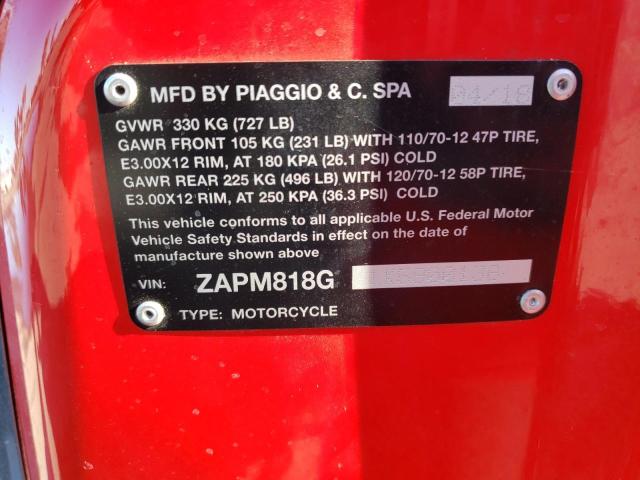 MFD BY PIAGGIO & C. SPA 04/18
GVWR 330 KG (727 LB)
GAWR FRONT 105 KG (231 LB) WITH 110/70-12 47P TIRE,
E3.00X12 RIM, AT 180 KPA (26.1 PSI) COLD
GAWR REAR 225 KG (496 LB) WITH 120/70-12 58P TIRE,
E3.00X12 RIM, AT 250 KPA (36.3 PSI) COLD
This vehicle conforms to all applicable U.S. Federal Motor
Vehicle Safety Standards in effect on the date of
manufacture shown above
VIN: ZAPM818G
TYPE: MOTORCYCLE